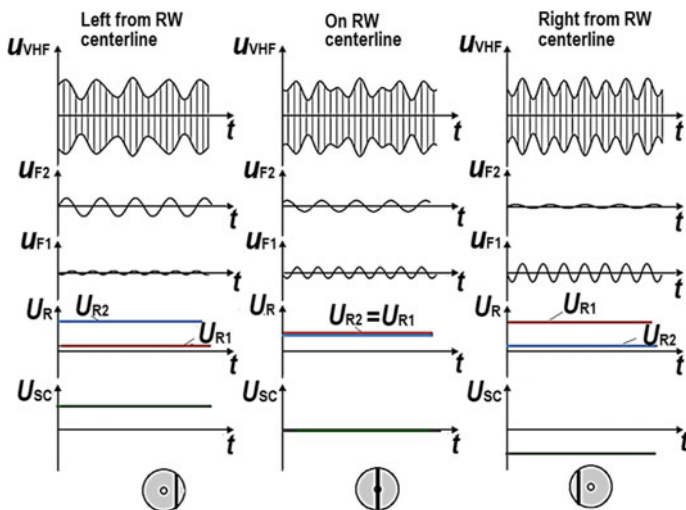 Left from RW
centerline
uVHF
t
uF2
t
uF1
t
UR
UR2
UR1
t
USC
t
On RW
centerline
uVHF
t
uF2
t
uF1
t
UR
UR2=UR1
t
USC
t
Right from RW
centerline
uVHF
t
uF2
t
uF1
t
UR
UR1
UR2
t
USC
t